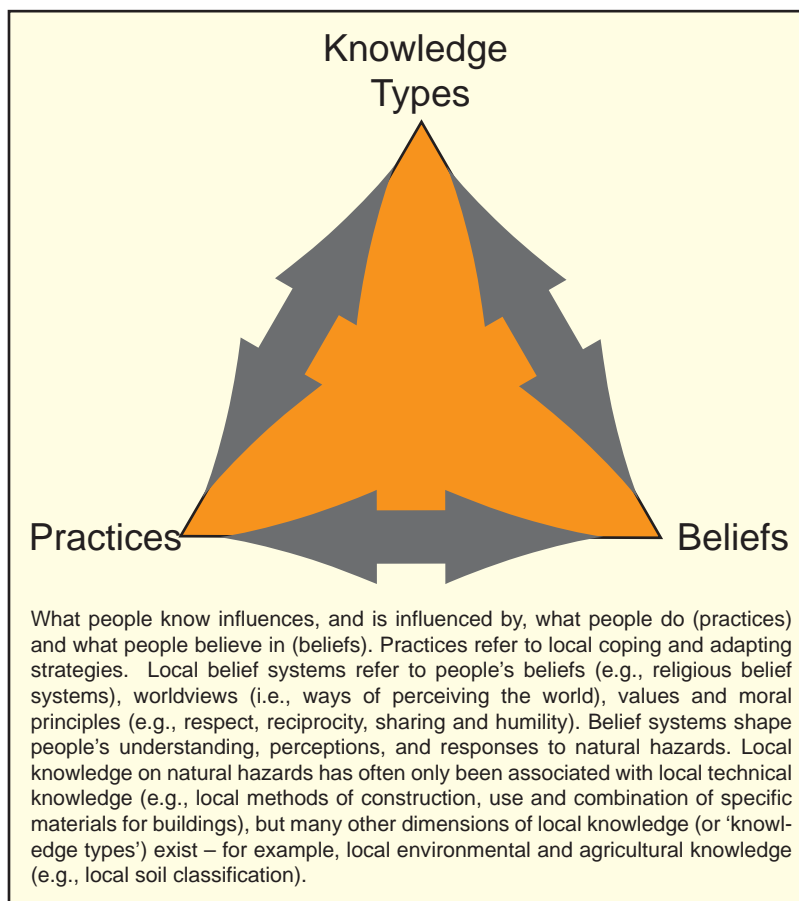 Knowledge
Types
Practices
Beliefs
What people know influences, and is influenced by, what people do (practices)
and what people believe in (beliefs). Practices refer to local coping and adapting
strategies. Local belief systems refer to people's beliefs (e.g., religious belief
systems), worldviews (i.e., ways of perceiving the world), values and moral
principles (e.g., respect, reciprocity, sharing and humility). Belief systems shape
people's understanding, perceptions, and responses to natural hazards. Local
knowledge on natural hazards has often only been associated with local technical
knowledge (e.g., local methods of construction, use and combination of specific
materials for buildings), but many other dimensions of local knowledge (or 'knowl-
edge types') exist – for example, local environmental and agricultural knowledge
(e.g., local soil classification).